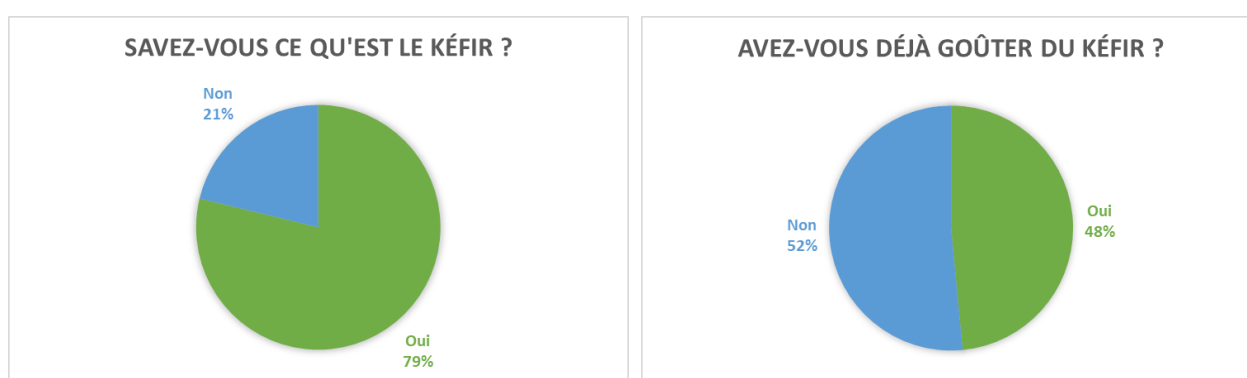 SAVEZ-VOUS CE QU'EST LE KÉFIR ?
Non
21%
Oui
79%
AVEZ-VOUS DÉJÀ GOÛTER DU KÉFIR ?
Non
52%
Oui
48%